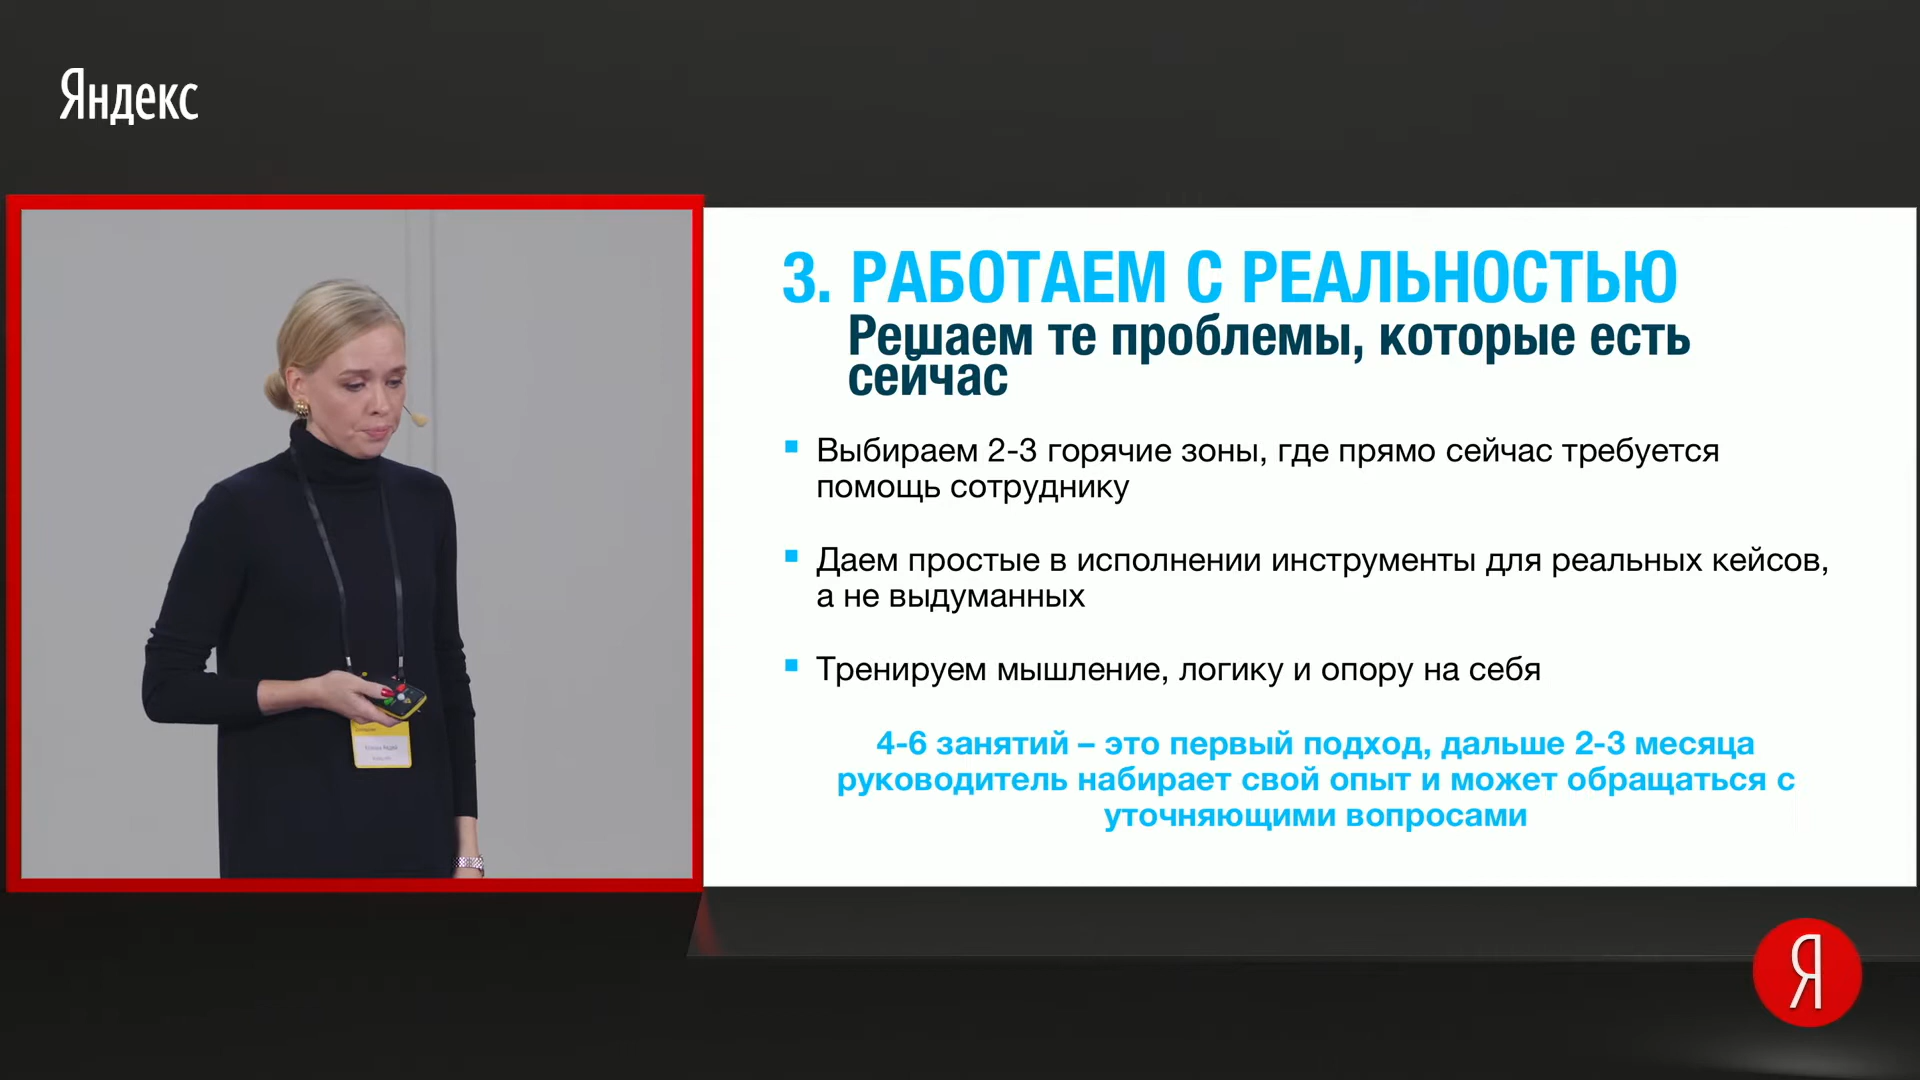 Яндекс
3. РАБОТАЕМ С РЕАЛЬНОСТЬЮ
Решаем те проблемы, которые есть
сейчас
Выбираем 2-3 горячие зоны, где прямо сейчас требуется
помощь сотруднику
Даем простые в исполнении инструменты для реальных кейсов,
а не выдуманных
Тренируем мышление, логику и опору на себя
4-6 занятий – это первый подход, дальше 2-3 месяца
руководитель набирает свой опыт и может обращаться с
уточняющими вопросами
Я